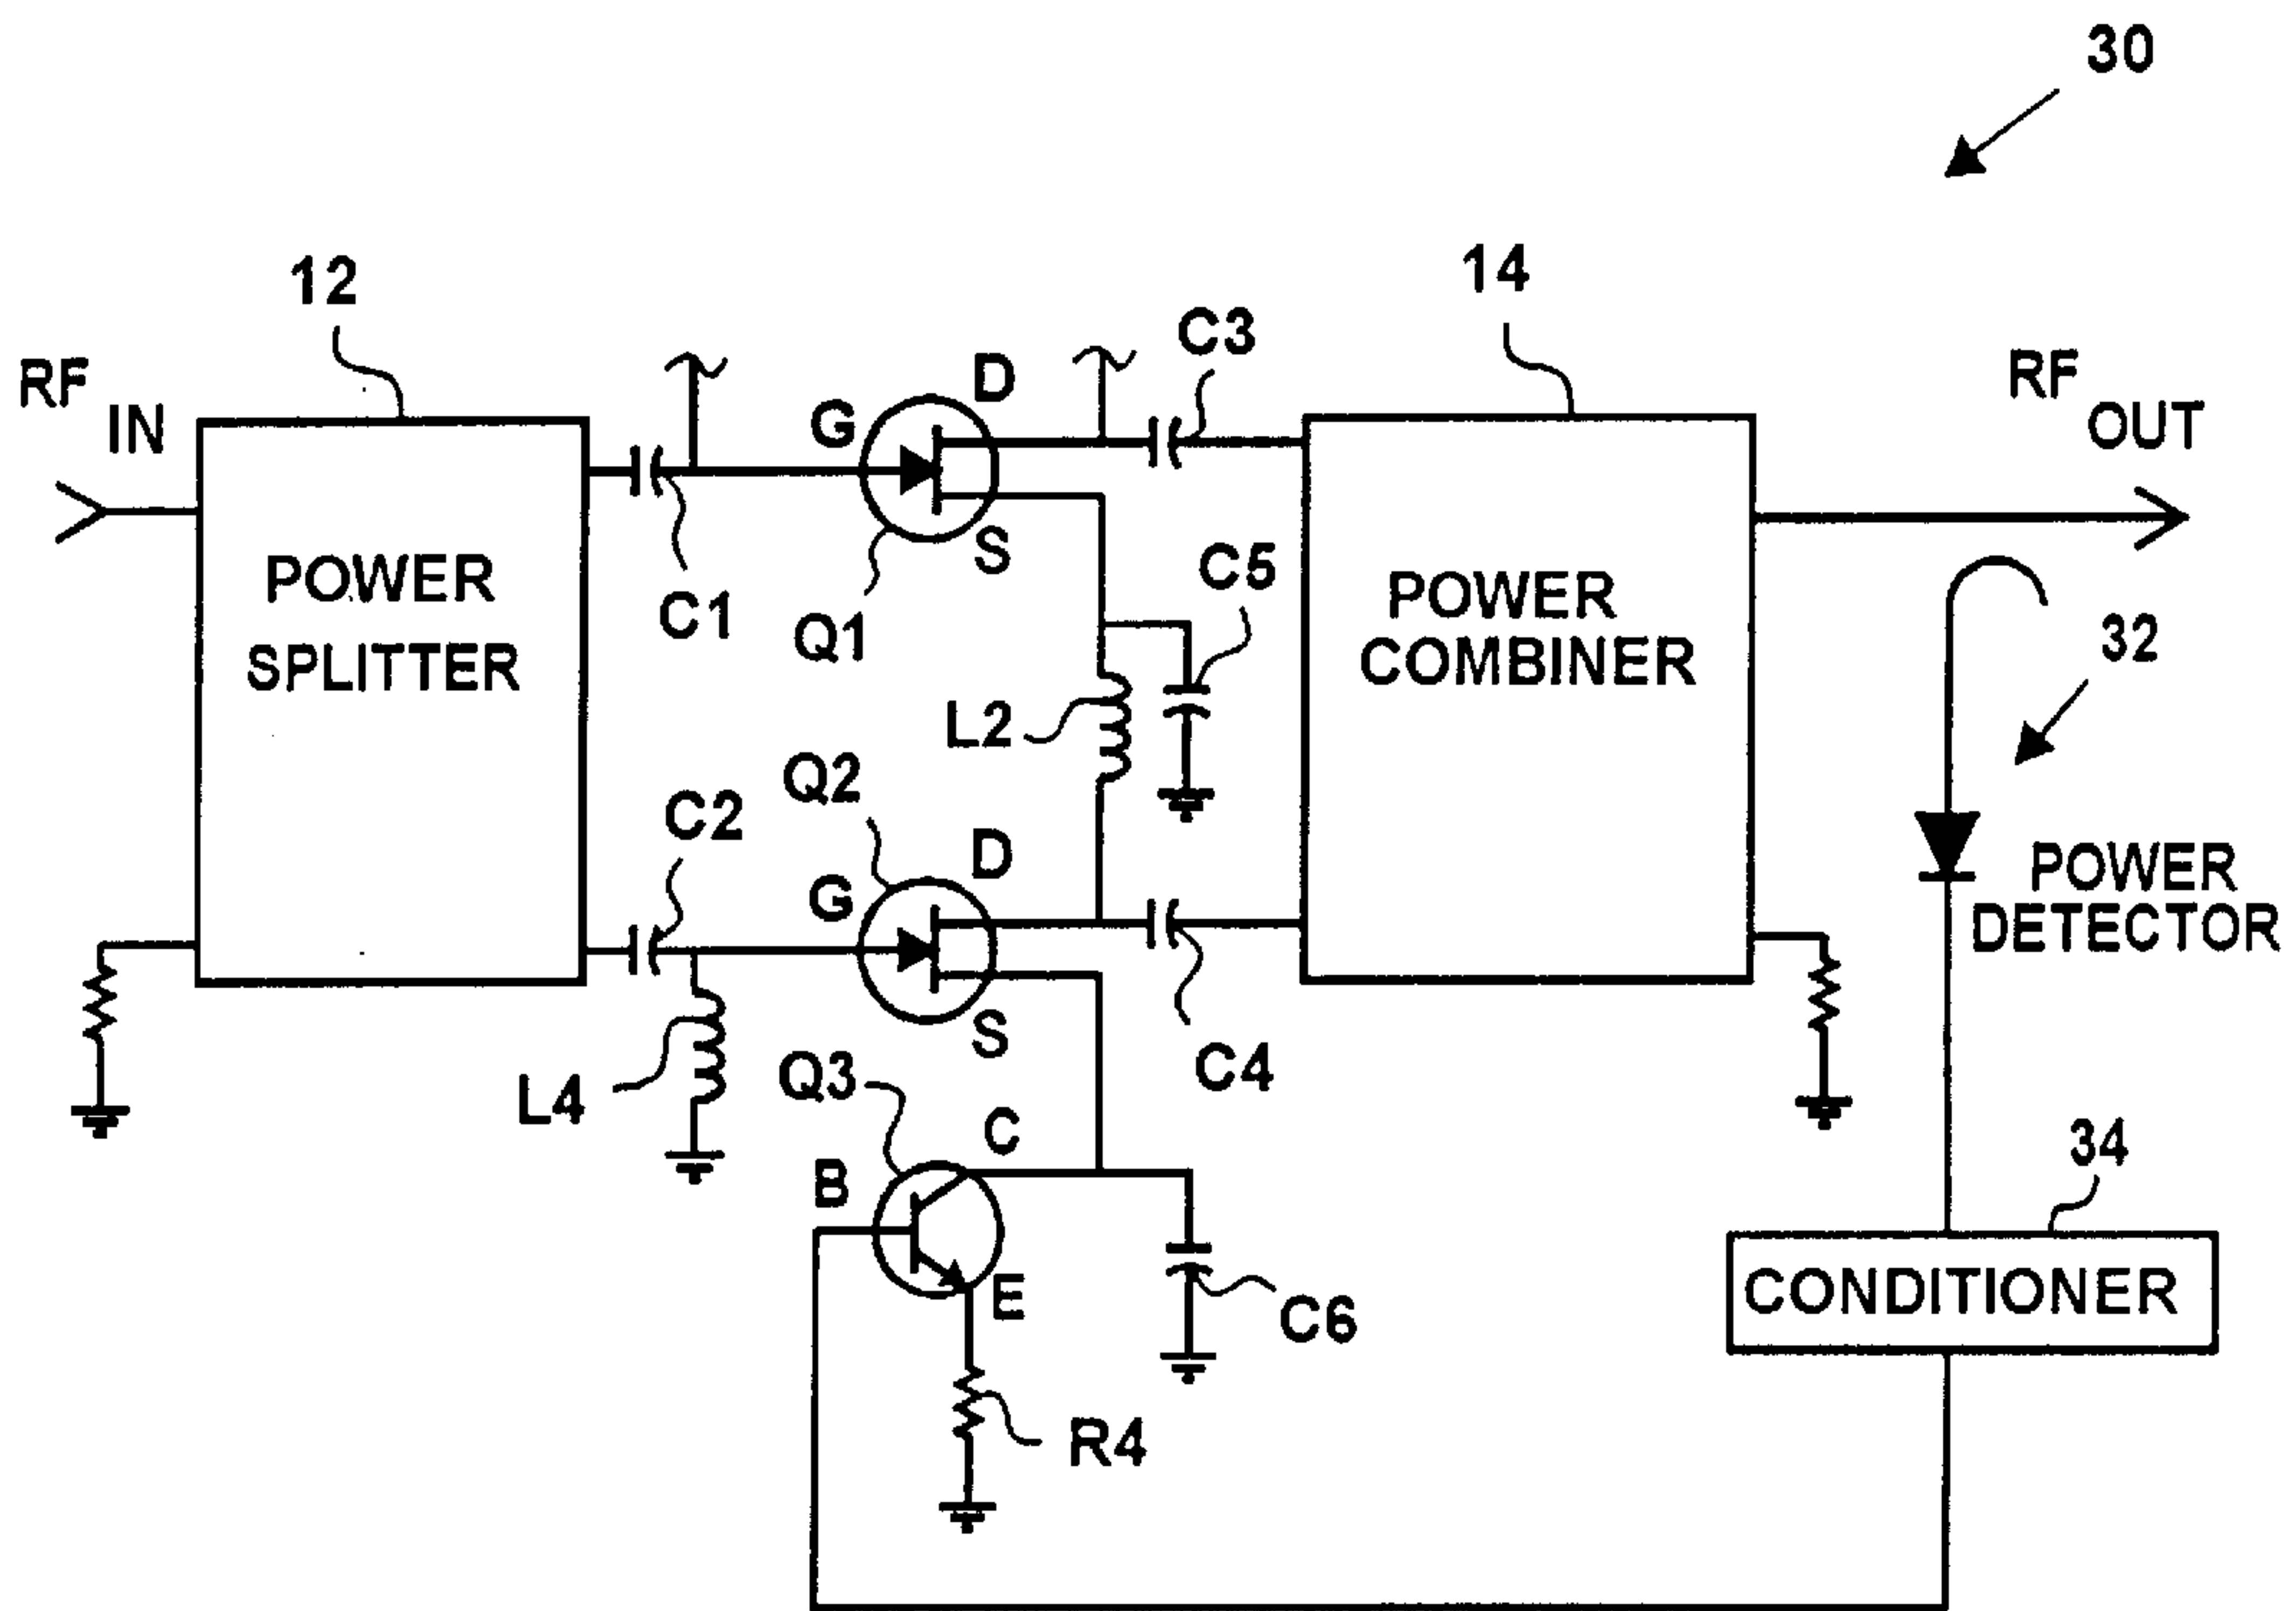 30
12
14
C3
RF IN
D
RF OUT
G
S
C5
POWER SPLITTER
C1
Q1
POWER COMBINER
32
L2
Q2
C2
D
G
POWER DETECTOR
S
C4
Q3
L4
C
34
B
E
C6
CONDITIONER
R4